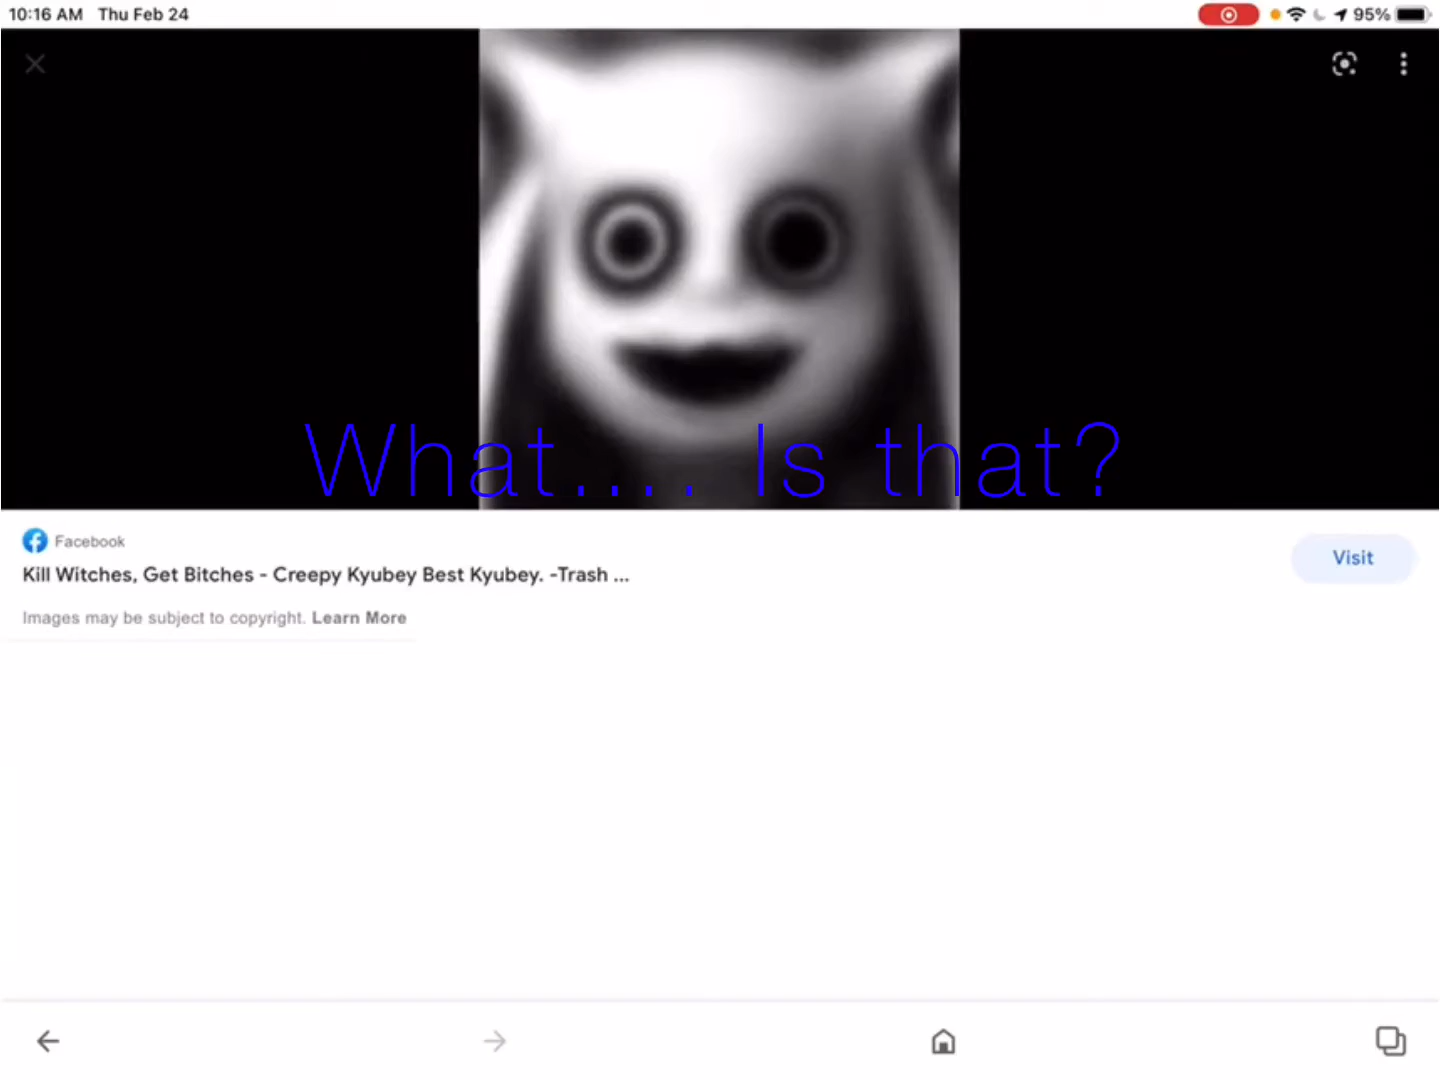 10:16 AM Thu Feb 24
95%
What.... Is that?
Facebook
Kill Witches, Get Bitches - Creepy Kyubey Best Kyubey. -Trash ...
Visit
Images may be subject to copyright. Learn More